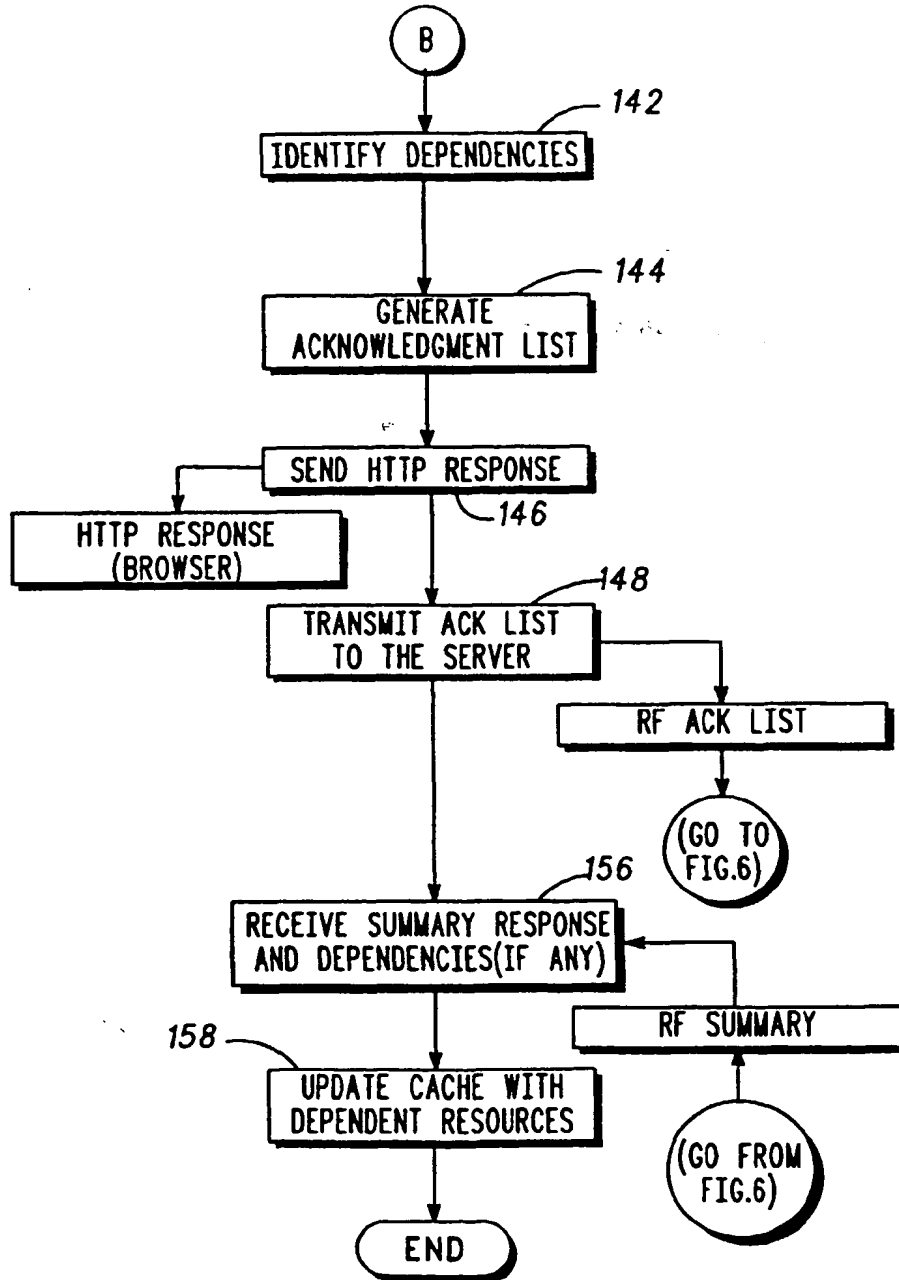 B
142
IDENTIFY DEPENDENCIES
144
GENERATE
ACKNOWLEDGMENT LIST
SEND HTTP RESPONSE
146
HTTP RESPONSE
(BROWSER)
148
TRANSMIT ACK LIST
TO THE SERVER
RF ACK LIST
(GO TO
FIG.6)
156
RECEIVE SUMMARY RESPONSE
AND DEPENDENCIES(IF ANY)
RF SUMMARY
158
UPDATE CACHE WITH
DEPENDENT RESOURCES
(GO FROM
FIG.6)
END